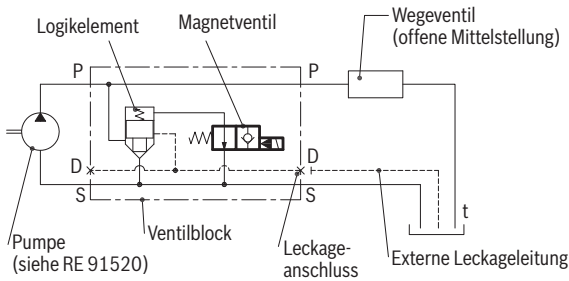 Logikelement
Magnetventil
Wegeventil
(offene Mittelstellung)
P
P
D
D
S
S
t
Pumpe
(siehe RE 91520)
Ventilblock
Leckage-
anschluss
Externe Leckageleitung